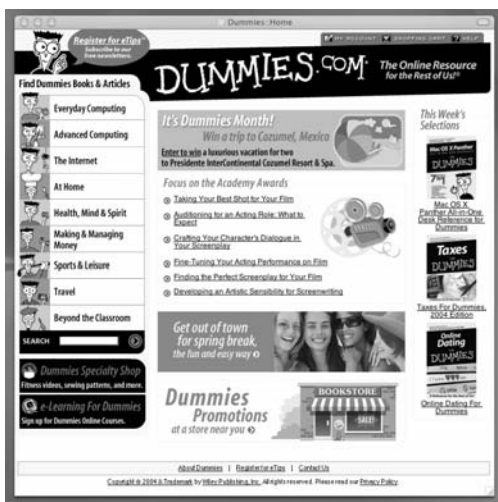 Dummies::Home
Register for eTips
Subscribe to our
free newsletters.
MY ACCOUNT
SHOPPING CART
HELP
DUMMIES.COM
The Online Resource
for the Rest of Us!
Find Dummies Books & Articles
Everyday Computing
Advanced Computing
The Internet
At Home
Health, Mind & Spirit
Making & Managing
Money
Sports & Leisure
Travel
Beyond the Classroom
SEARCH
Dummies Specialty Shop
Fitness videos, sewing patterns, and more.
e-Learning For Dummies
Sign up for Dummies Online Courses.
It's Dummies Month!
Win a trip to Cozumel, Mexico
Enter to win a luxurious vacation for two
to Presidente InterContinental Cozumel Resort & Spa.
Focus on the Academy Awards
Taking Your Best Shot for Your Film
Auditioning for an Acting Role: What to
Expect
Crafting Your Character's Dialogue in
Your Screenplay
Fine-Tuning Your Acting Performance on
Film
Finding the Perfect Screenplay for Your Film
Developing an Artistic Sensibility for Screenwriting
Get out of town
for spring break,
the fun and easy way
Dummies
Promotions
at a store near you
BOOKSTORE
SALE!
This Week's
Selections
Mac OS X Panther
DUMMIES
Mac OS X
Panther All-in-One
Desk Reference for
Dummies
Taxes
DUMMIES
Taxes For Dummies,
2004 Edition
Online
Dating
DUMMIES
Online Dating For
Dummies
About Dummies | Register for eTips | Contact Us
Copyright © 2004 & Trademark by Wiley Publishing, Inc. All rights reserved. Please read our Privacy Policy.